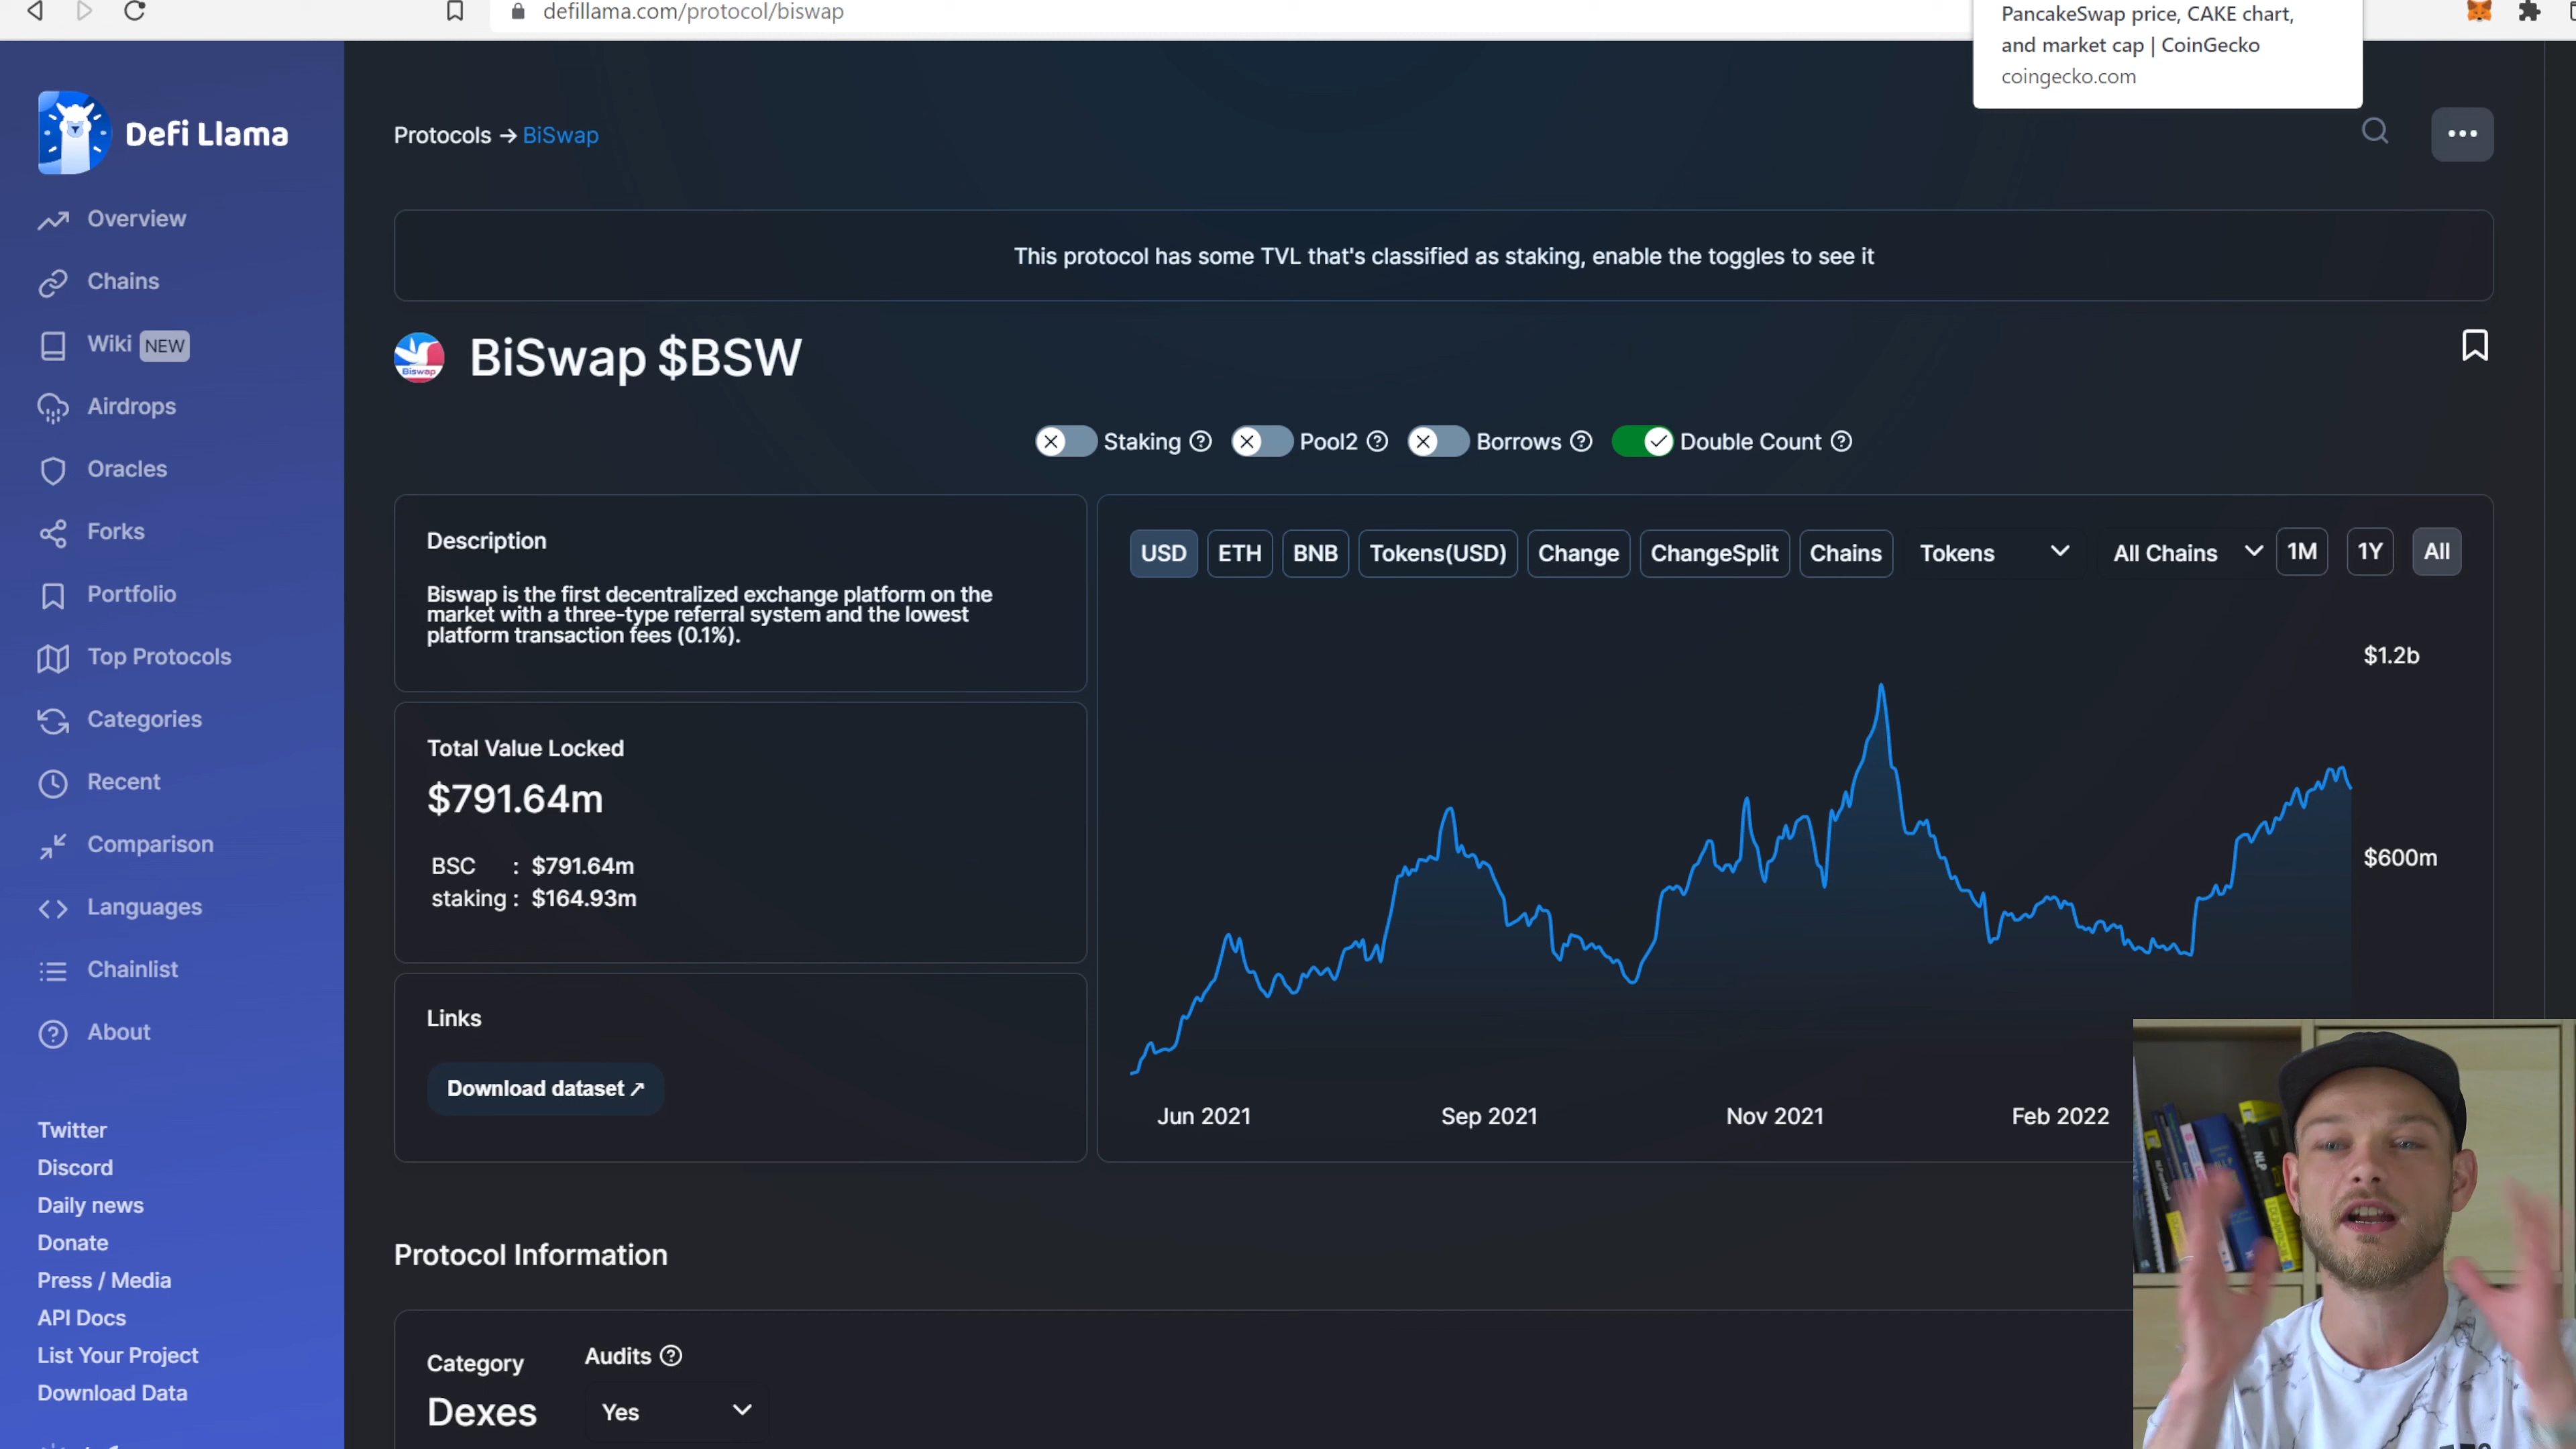 defillama.com/protocol/biswap
PancakeSwap price, CAKE chart,
and market cap | CoinGecko
coingecko.com
Defi Llama
Overview
Chains
Wiki NEW
Airdrops
Oracles
Forks
Portfolio
Top Protocols
Categories
Recent
Comparison
Languages
Chainlist
About
Twitter
Discord
Daily news
Donate
Press / Media
API Docs
List Your Project
Download Data
Protocols → BiSwap
This protocol has some TVL that's classified as staking, enable the toggles to see it
Biswap
BiSwap $BSW
Staking Pool2 Borrows Double Count
Description
Biswap is the first decentralized exchange platform on the
market with a three-type referral system and the lowest
platform transaction fees (0.1%).
Total Value Locked
$791.64m
BSC : $791.64m
staking : $164.93m
Links
Download dataset ↗
USD ETH BNB Tokens(USD) Change ChangeSplit Chains Tokens All Chains 1M 1Y All
$1.2b
$600m
Jun 2021 Sep 2021 Nov 2021 Feb 2022
Protocol Information
Category
Dexes
Audits
Yes
NLP